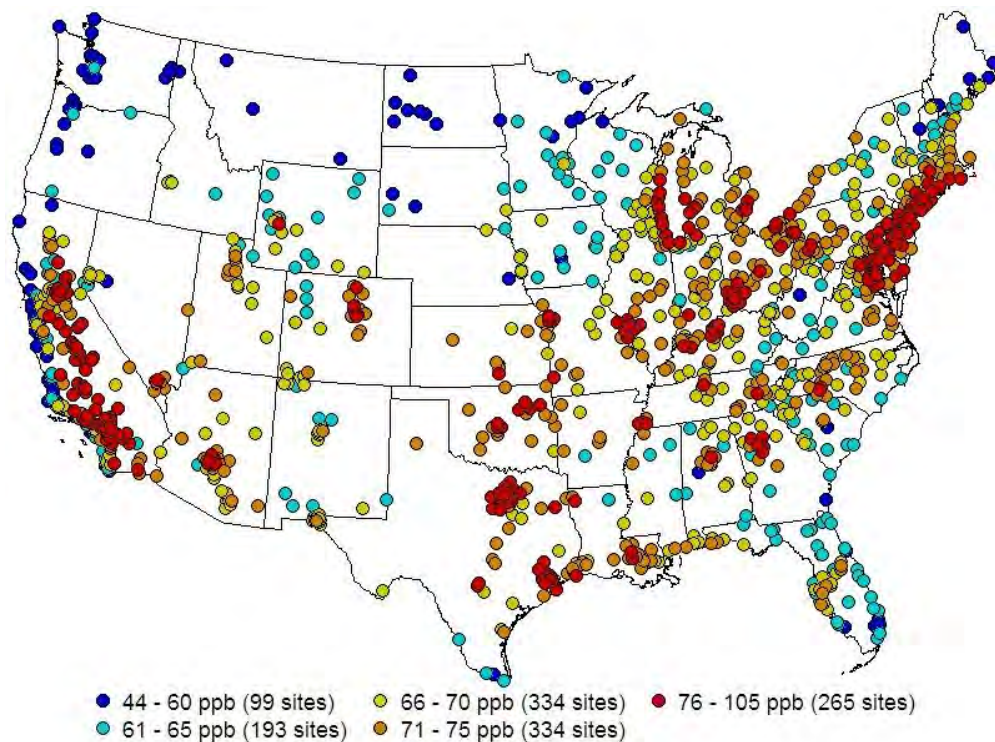 44 - 60 ppb (99 sites) 66 - 70 ppb (334 sites) 76 - 105 ppb (265 sites)
61 - 65 ppb (193 sites) 71 - 75 ppb (334 sites)